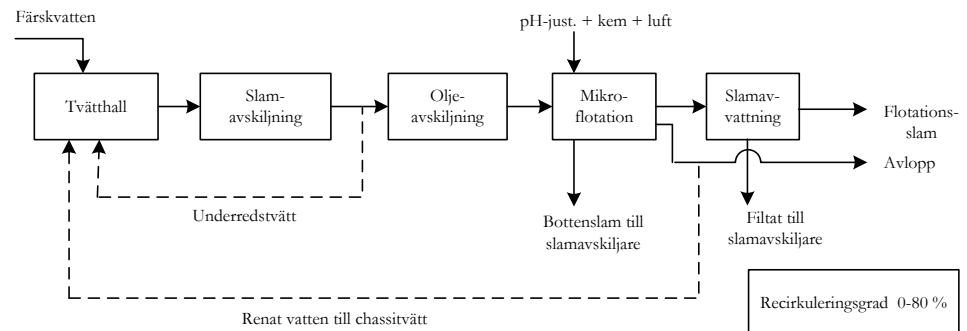 Färskvatten
pH-just. + kem + luft
Tvätthall
Slam-
avskiljning
Olje-
avskiljning
Mikro-
flotation
Slamav-
vattning
Flotations-
slam
Avlopp
Underredstvätt
Bottenslam till
slamavskiljare
Filtat till
slamavskiljare
Renat vatten till chassitvätt
Recirkuleringsgrad 0-80 %